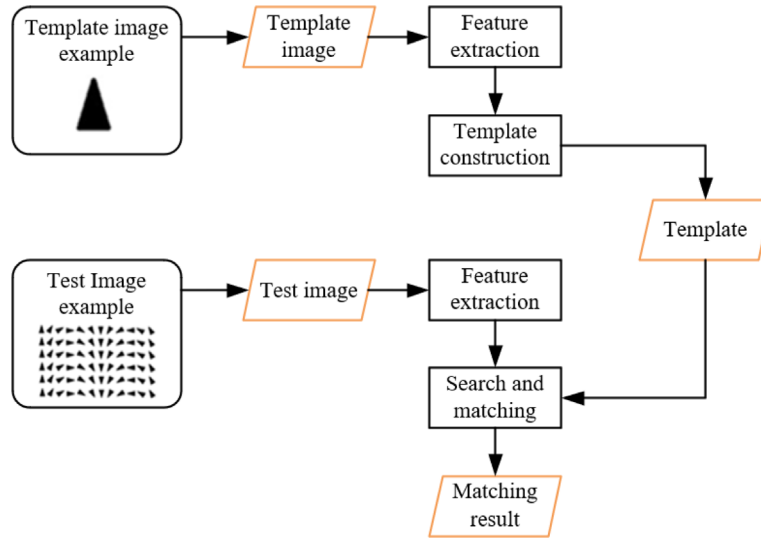 Template image
example
Template
image
Feature
extraction
Template
construction
Template
Test Image
example
Test image
Feature
extraction
Search and
matching
Matching
result